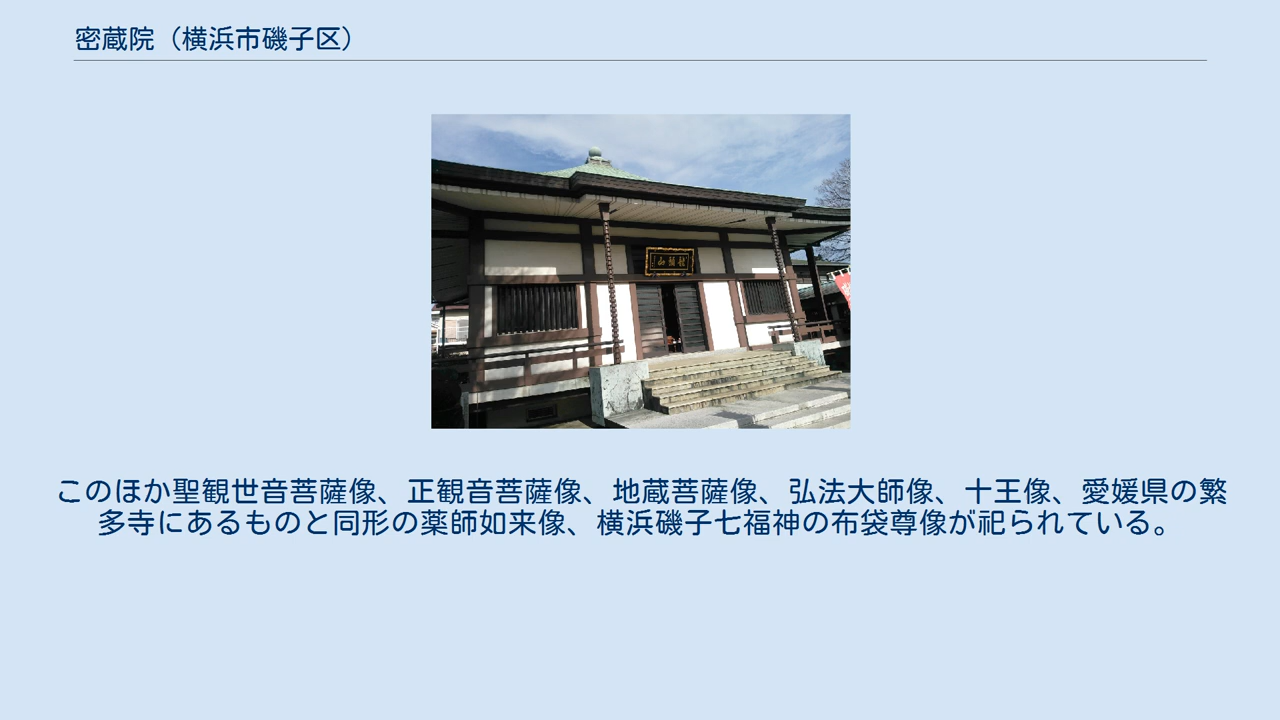 密蔵院（横浜市磯子区）
このほか聖観世音菩薩像、正観音菩薩像、地蔵菩薩像、弘法大師像、十王像、愛媛県の繁
多寺にあるものと同形の薬師如来像、横浜磯子七福神の布袋尊像が祀られている。